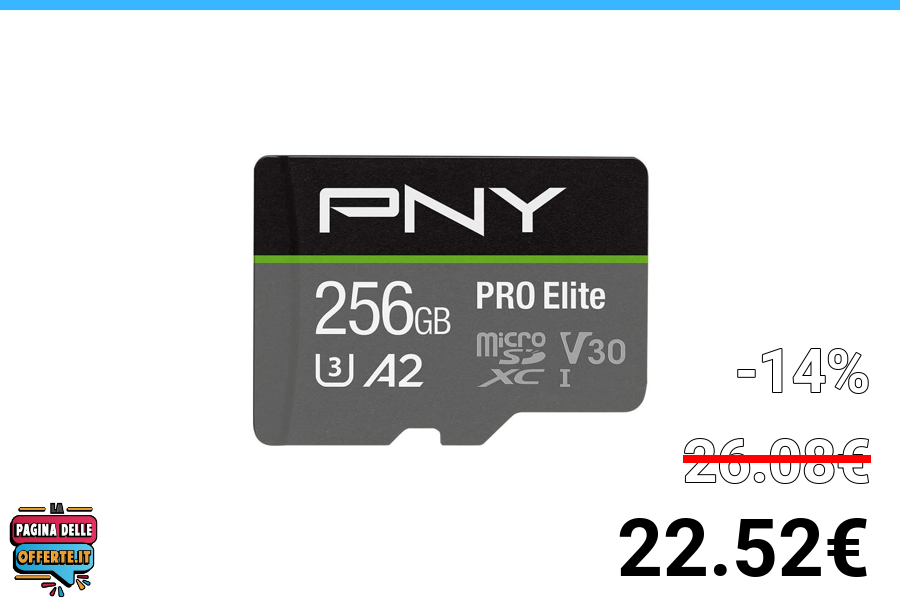 PNY
256GB
PRO Elite
U3 A2
micro SD XC I
V30
-14%
26.08€
22.52€
LA
PAGINA DELLE
OFFERTE.IT